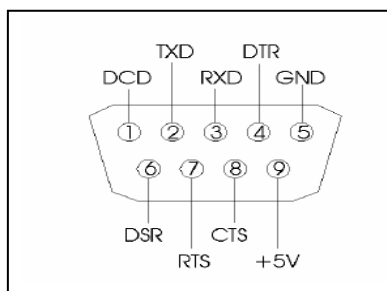 TXD DTR
DCD RXD GND
1 2 3 4 5
6 7 8 9
DSR CTS
RTS +5V